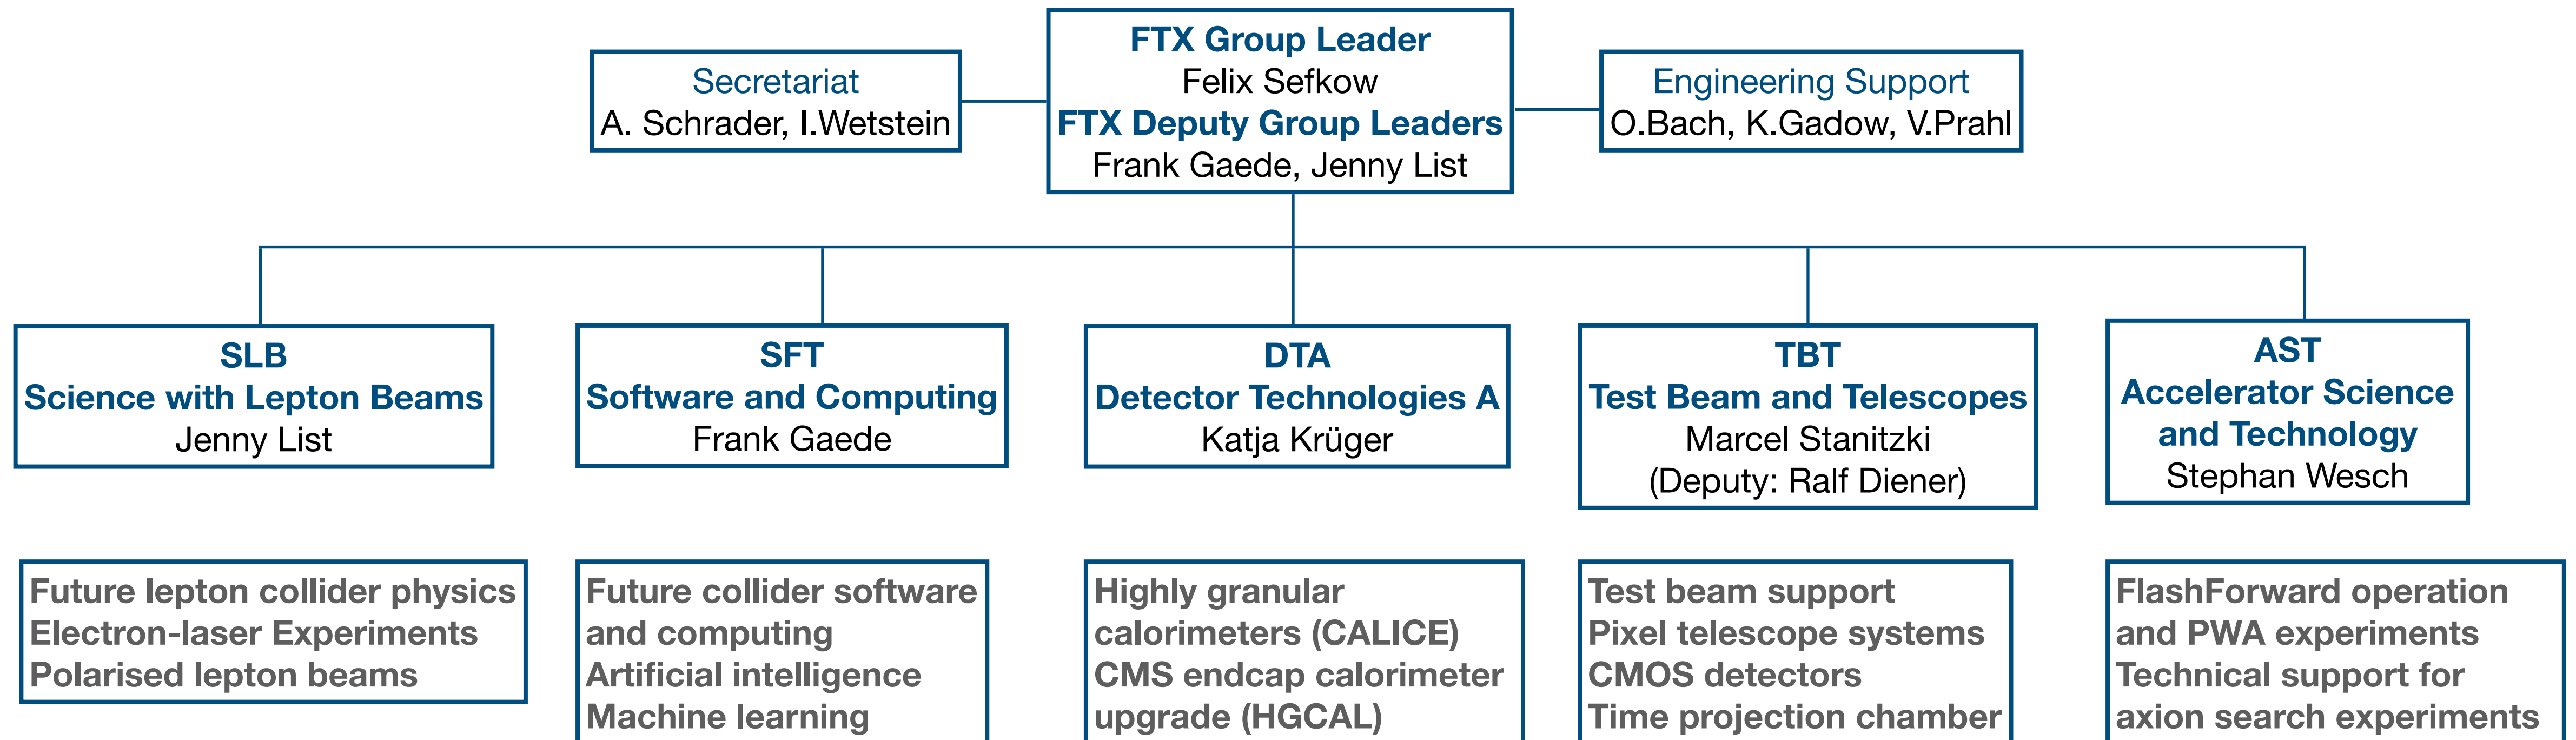 FTX Group Leader
Felix Sefkow
FTX Deputy Group Leaders
Frank Gaede, Jenny List
Secretariat
A. Schrader, I.Wetstein
Engineering Support
O.Bach, K.Gadow, V.Prahl
SLB
Science with Lepton Beams
Jenny List
SFT
Software and Computing
Frank Gaede
DTA
Detector Technologies A
Katja Krüger
TBT
Test Beam and Telescopes
Marcel Stanitzki
(Deputy: Ralf Diener)
AST
Accelerator Science
and Technology
Stephan Wesch
Future lepton collider physics
Electron-laser Experiments
Polarised lepton beams
Future collider software
and computing
Artificial intelligence
Machine learning
Highly granular
calorimeters (CALICE)
CMS endcap calorimeter
upgrade (HGCAL)
Test beam support
Pixel telescope systems
CMOS detectors
Time projection chamber
FlashForward operation
and PWA experiments
Technical support for
axion search experiments